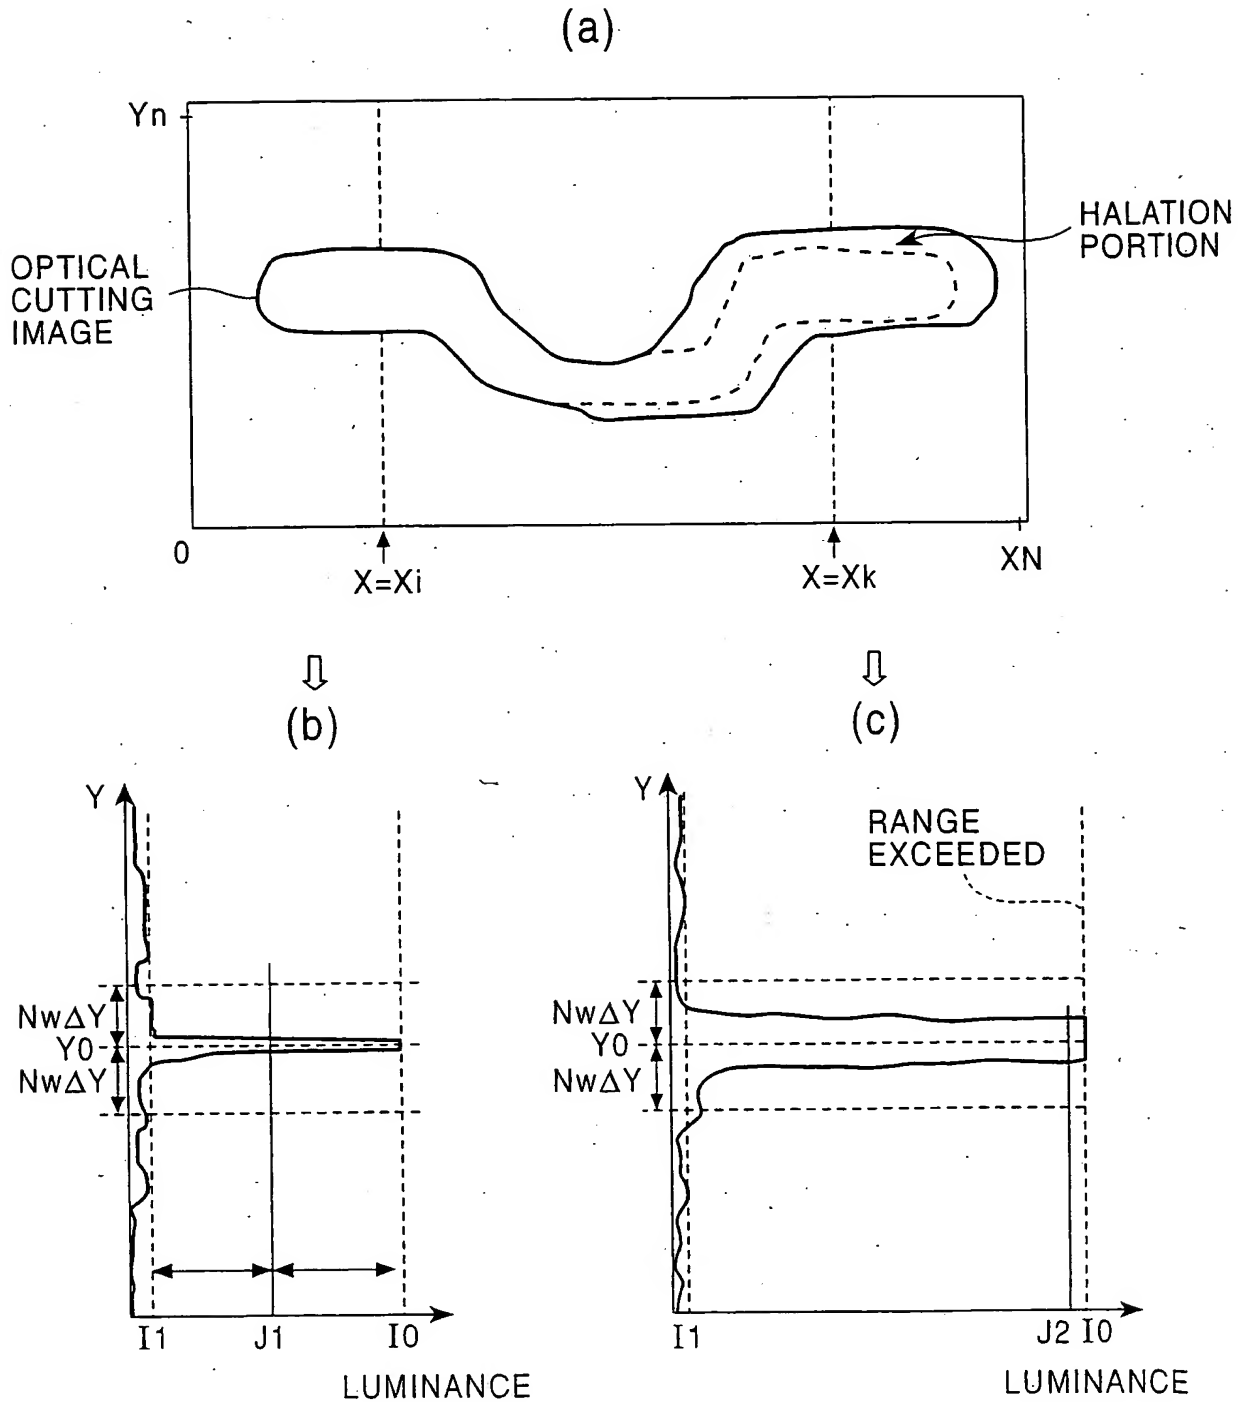 (a)
Yn
HALATION
PORTION
OPTICAL
CUTTING
IMAGE
0
X=Xi
X=Xk
XN
(b)
(c)
Y
NwΔY
Y0
NwΔY
I1
J1
I0
LUMINANCE
Y
RANGE
EXCEEDED
NwΔY
Y0
NwΔY
I1
J2
I0
LUMINANCE